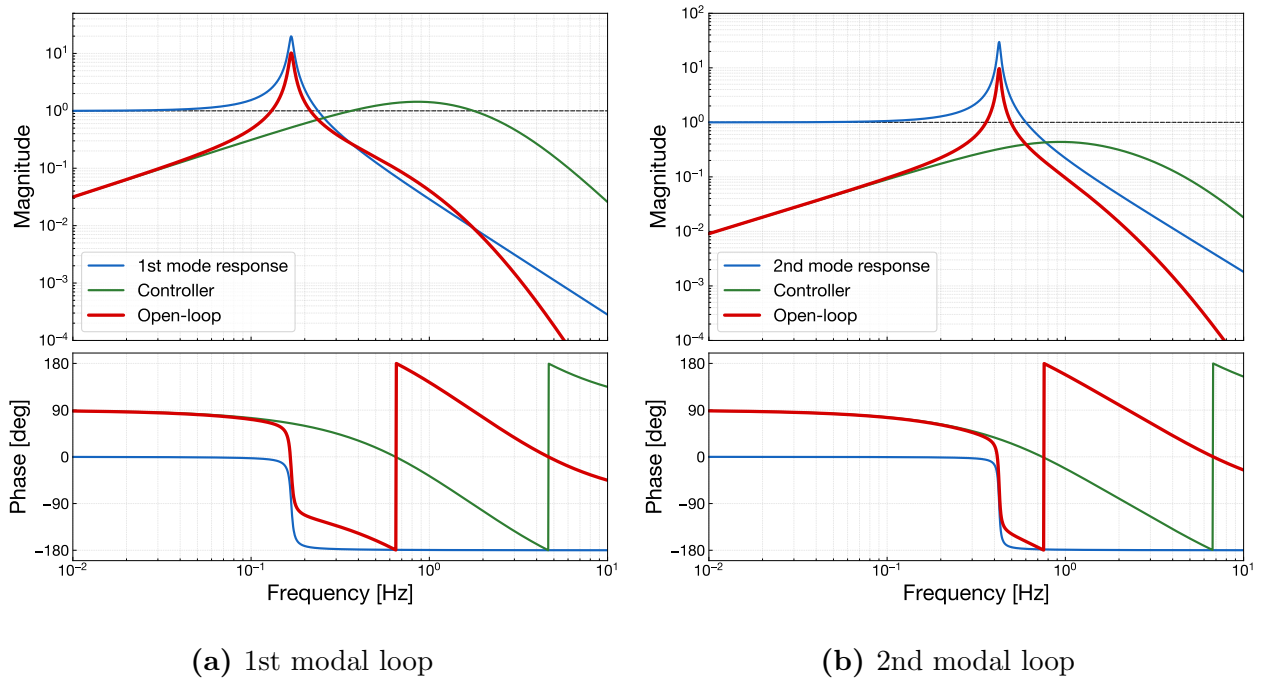 10¹
10⁰
10⁻¹
10⁻²
10⁻³
10⁻⁴
Magnitude
1st mode response
Controller
Open-loop
180
90
0
−90
−180
Phase [deg]
10⁻² 10⁻¹ 10⁰ 10¹
Frequency [Hz]
(a) 1st modal loop
10²
10¹
10⁰
10⁻¹
10⁻²
10⁻³
10⁻⁴
Magnitude
2nd mode response
Controller
Open-loop
180
90
0
−90
−180
Phase [deg]
10⁻² 10⁻¹ 10⁰ 10¹
Frequency [Hz]
(b) 2nd modal loop